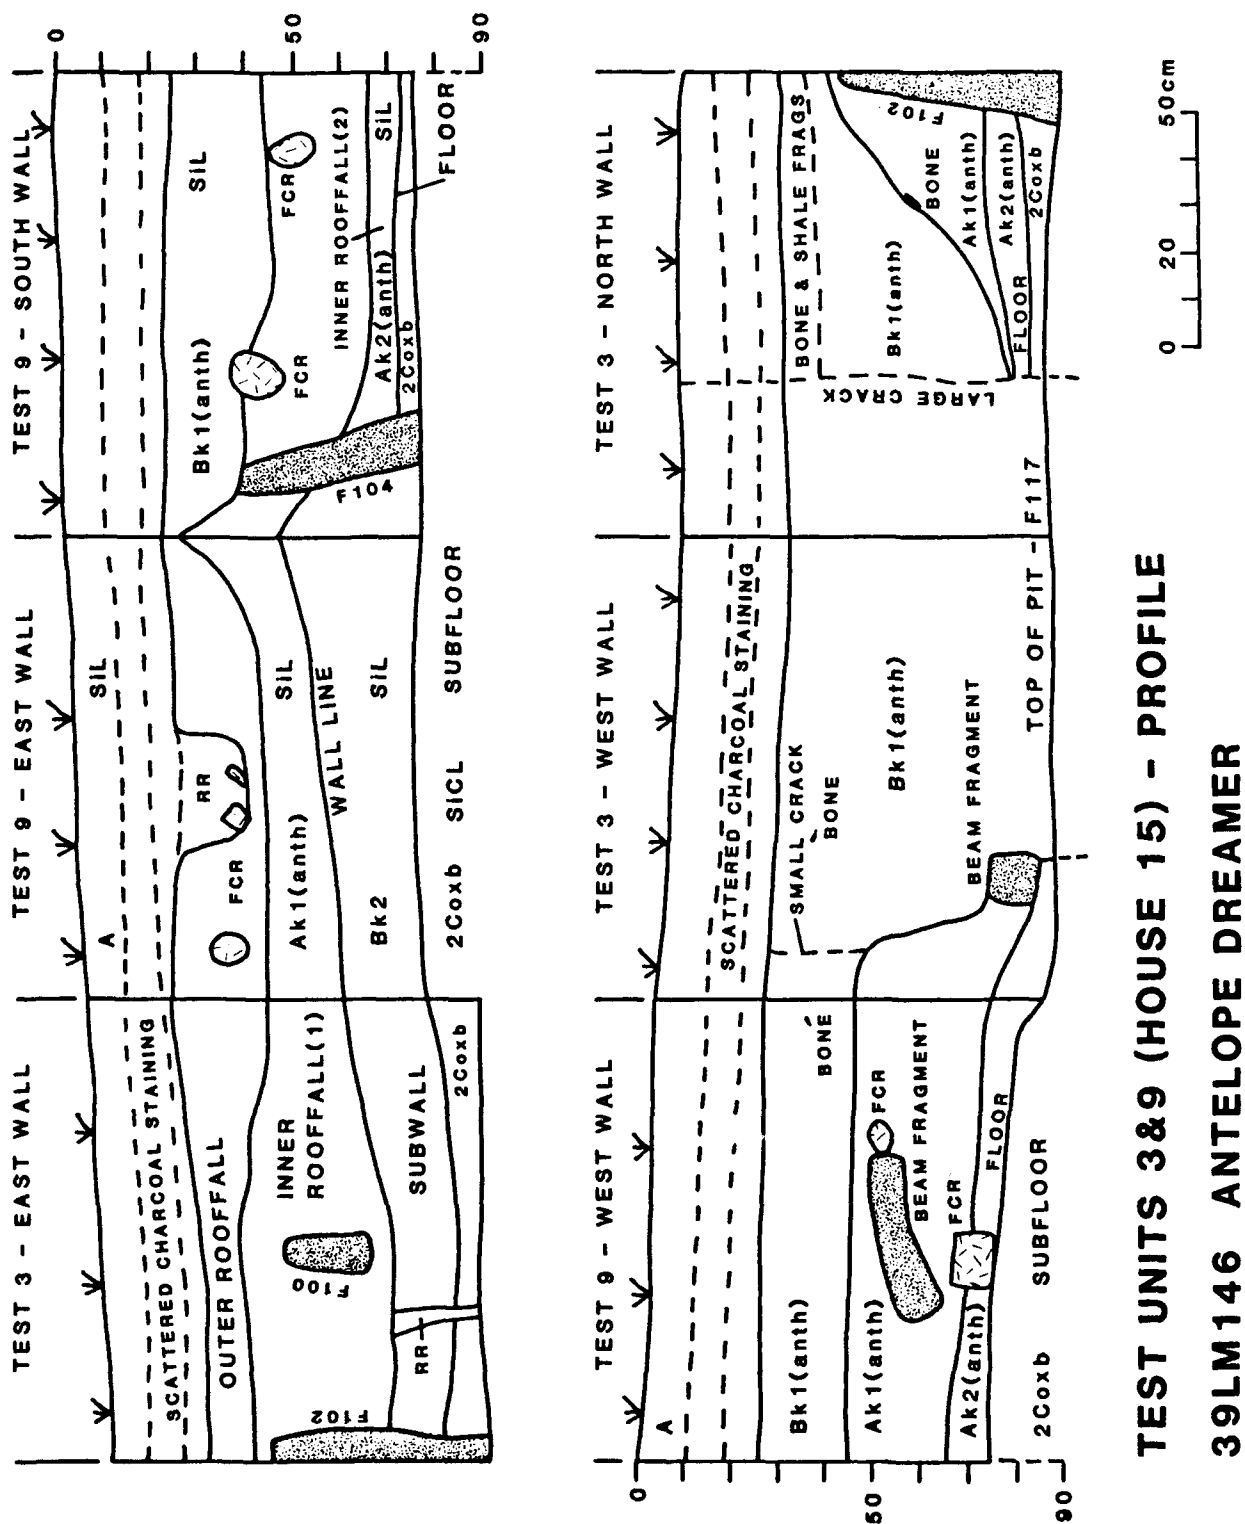 TEST 3 – EAST WALL
TEST 9 – EAST WALL
TEST 9 – SOUTH WALL
0
50
90
SCATTERED CHARCOAL STAINING
A
SiL
OUTER ROOFFALL
RR
FCR
Bk1(anth)
SiL
FCR
FCR
INNER
ROOFFALL(1)
F100
F102
Ak1(anth)
SiL
WALL LINE
F104
INNER ROOFFALL(2)
SUBWALL
Bk2
SiL
Ak2(anth)
SiL
RR
2Coxb
2Coxb
SiCL
SUBFLOOR
2Coxb
FLOOR
TEST 9 – WEST WALL
TEST 3 – WEST WALL
TEST 3 – NORTH WALL
0
50
90
A
SCATTERED CHARCOAL STAINING
Bk1(anth)
BONE
SMALL CRACK
BONE
BONE & SHALE FRAGS
LARGE CRACK
Bk1(anth)
Bk1(anth)
BONE
F102
Ak1(anth)
FCR
BEAM FRAGMENT
FCR
BEAM FRAGMENT
Ak1(anth)
Ak2(anth)
Ak2(anth)
FLOOR
FLOOR
2Coxb
2Coxb
SUBFLOOR
TOP OF PIT – F117
0
20
50cm
TEST UNITS 3&9 (HOUSE 15) – PROFILE
39LM146 ANTELOPE DREAMER